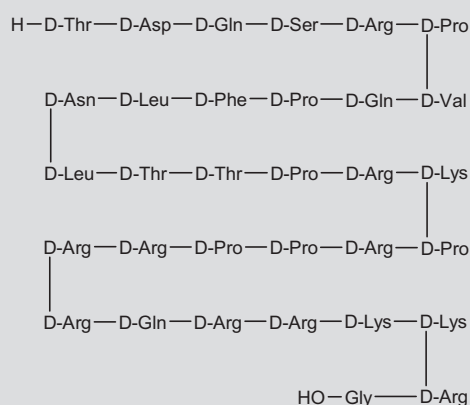 H—D-Thr—D-Asp—D-Gln—D-Ser—D-Arg—D-Pro
D-Asn—D-Leu—D-Phe—D-Pro—D-Gln—D-Val
D-Leu—D-Thr—D-Thr—D-Pro—D-Arg—D-Lys
D-Arg—D-Arg—D-Pro—D-Pro—D-Arg—D-Pro
D-Arg—D-Gln—D-Arg—D-Arg—D-Lys—D-Lys
HO—Gly—D-Arg